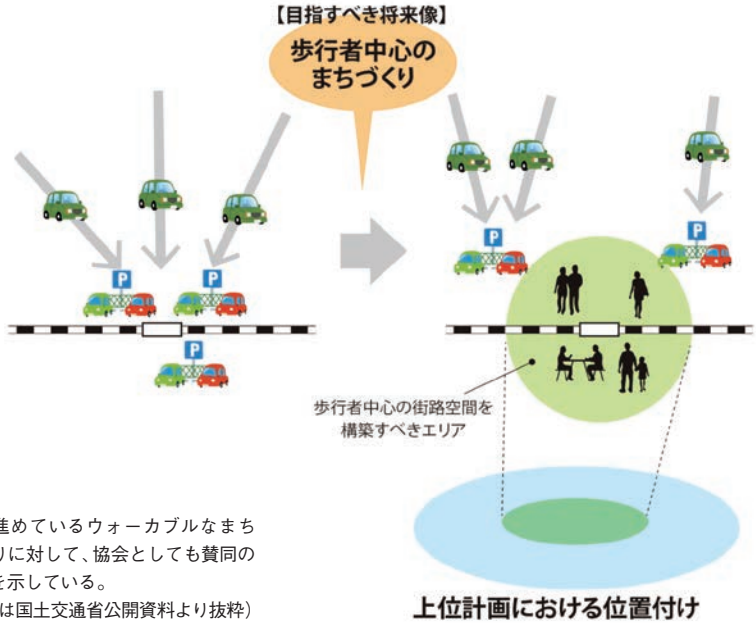 【目指すべき将来像】
歩行者中心の
まちづくり
P
P
P
P
P
歩行者中心の街路空間を
構築すべきエリア
進めているウォーカブルなまち
りに対して、協会としても賛同の
を示している。
は国土交通省公開資料より抜粋)
上位計画における位置付け